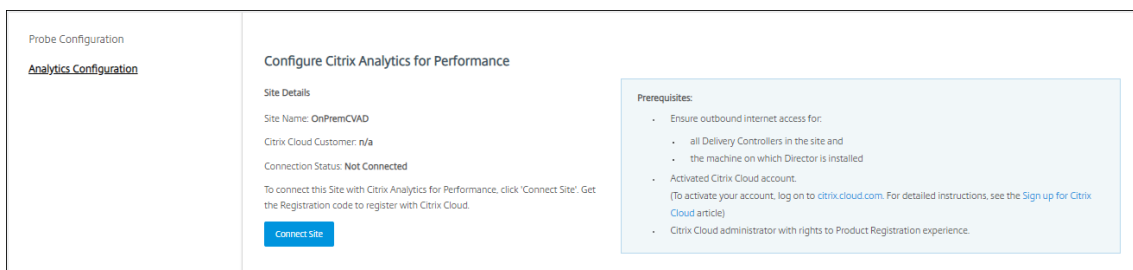 Probe Configuration
Analytics Configuration
Configure Citrix Analytics for Performance
Site Details
Site Name: OnPremCVAD
Citrix Cloud Customer: n/a
Connection Status: Not Connected
To connect this Site with Citrix Analytics for Performance, click 'Connect Site'. Get
the Registration code to register with Citrix Cloud.
Connect Site
Prerequisites:
• Ensure outbound internet access for:
• all Delivery Controllers in the site and
• the machine on which Director is installed
• Activated Citrix Cloud account.
(To activate your account, log on to citrix.cloud.com. For detailed instructions, see the Sign up for Citrix
Cloud article)
• Citrix Cloud administrator with rights to Product Registration experience.